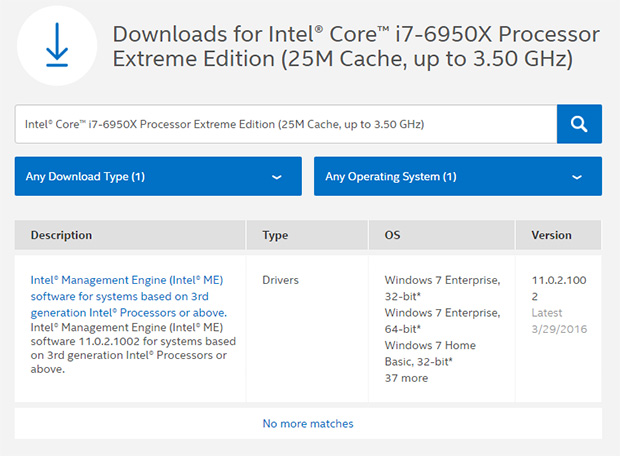 Downloads for Intel® Core™ i7-6950X Processor
Extreme Edition (25M Cache, up to 3.50 GHz)
Intel® Core™ i7-6950X Processor Extreme Edition (25M Cache, up to 3.50 GHz)
Any Download Type (1)
Any Operating System (1)
Description
Type
OS
Version
Intel® Management Engine (Intel® ME)
software for systems based on 3rd
generation Intel® Processors or above.
Intel® Management Engine (Intel® ME)
software 11.0.2.1002 for systems based
on 3rd generation Intel® Processors or
above.
Drivers
Windows 7 Enterprise,
32-bit*
Windows 7 Enterprise,
64-bit*
Windows 7 Home
Basic, 32-bit*
37 more
11.0.2.100
2
Latest
3/29/2016
No more matches